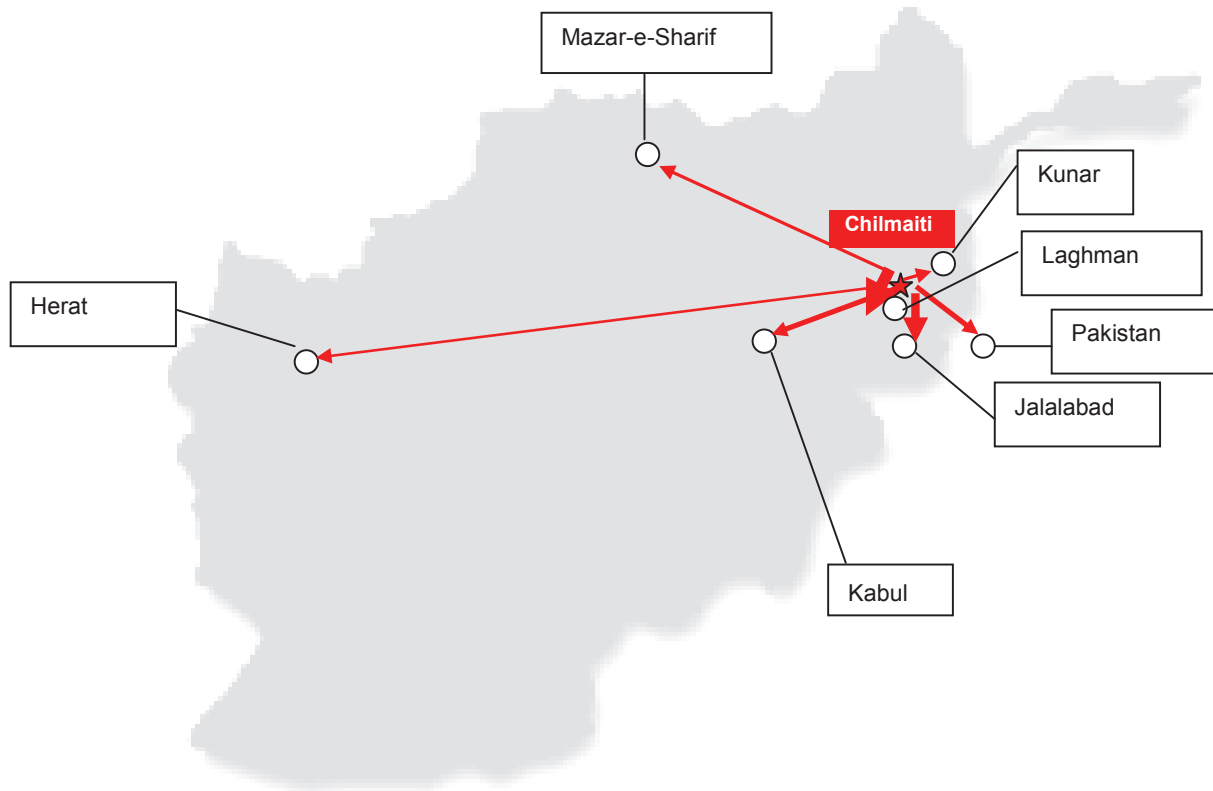 Mazar-e-Sharif
Kunar
Chilmaiti
Laghman
Herat
Pakistan
Jalalabad
Kabul